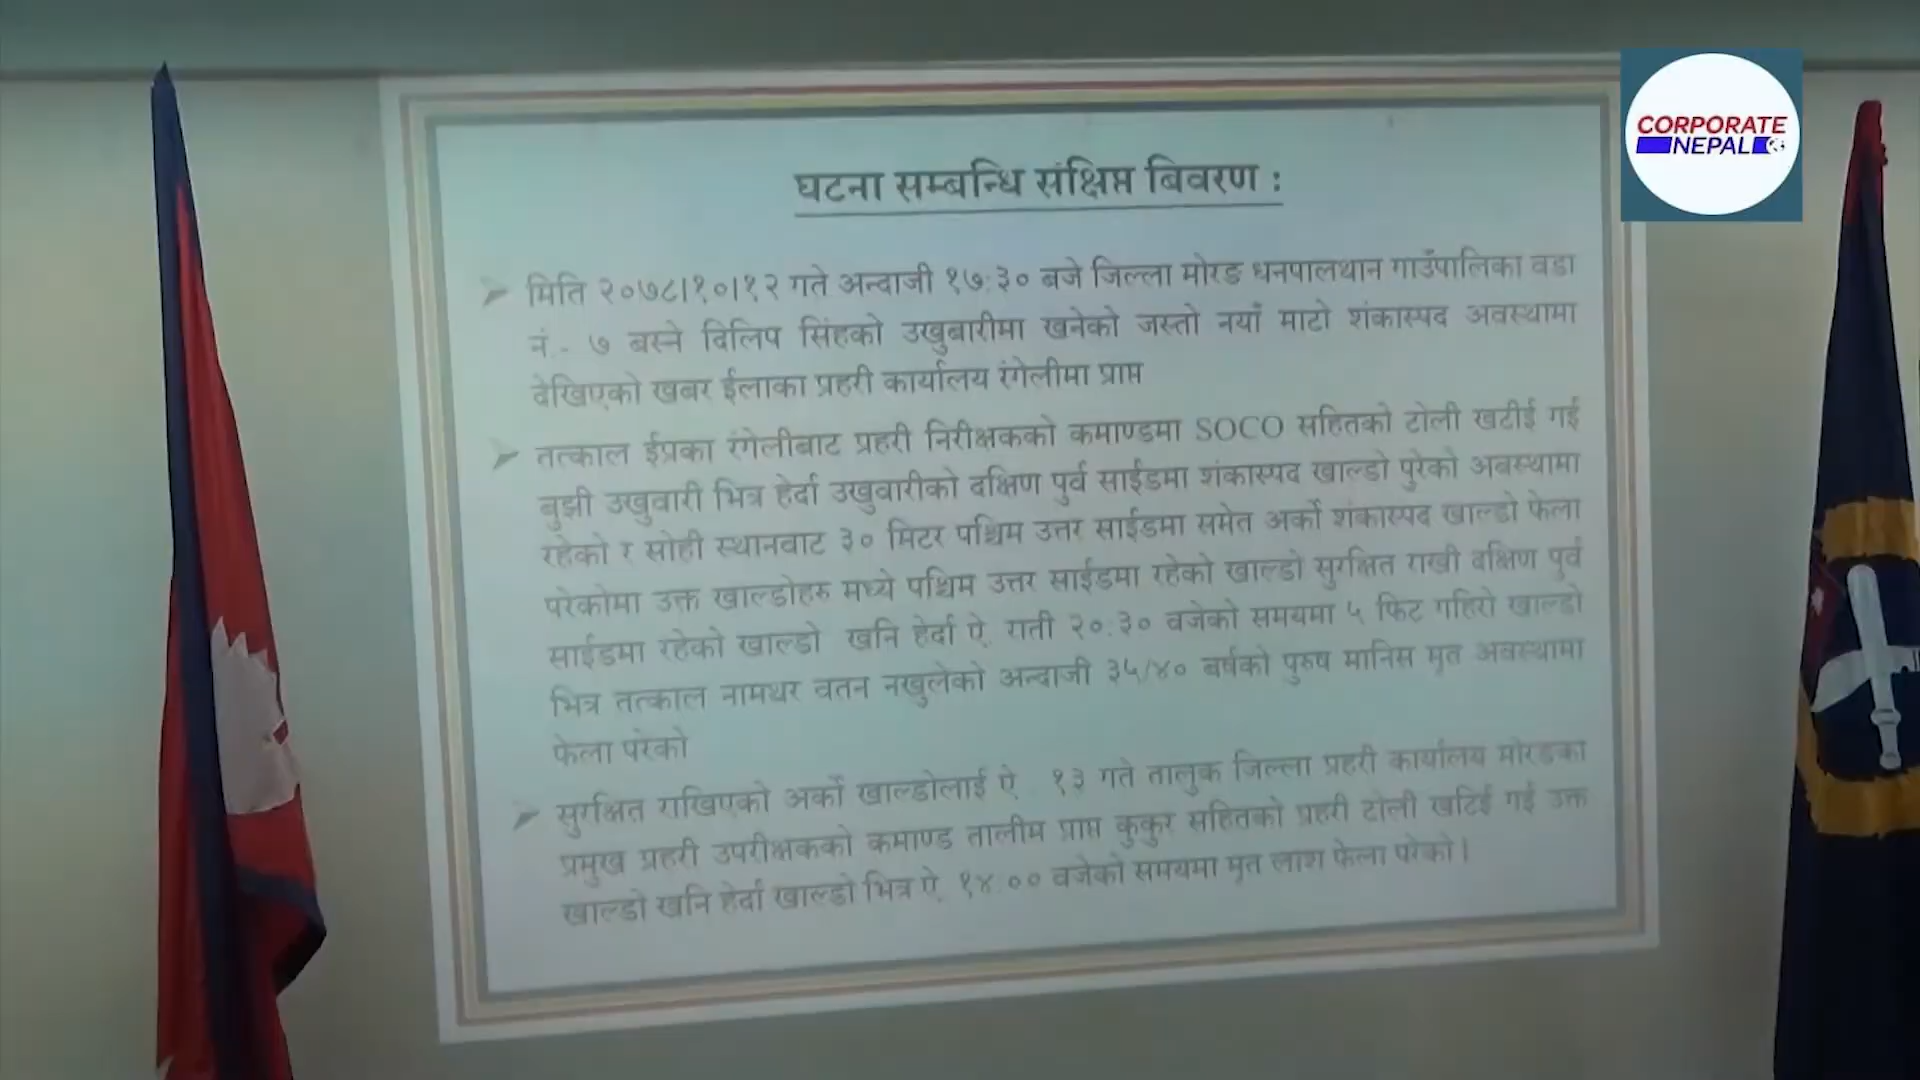 CORPORATE
NEPAL
घटना सम्बन्धि संक्षिप्त बिवरण :
➢ मिति २०७८।१०।१२ गते अन्दाजी १७:३० बजे जिल्ला मोरङ धनपालथान गाउँपालिका वडा
नं.- ७ बस्ने दिलिप सिंहको उखुबारीमा खनेको जस्तो नयाँ माटो शंकास्पद अवस्थामा
देखिएको खबर ईलाका प्रहरी कार्यालय रंगेलीमा प्राप्त
➢ तत्काल ईप्रका रंगेलीबाट प्रहरी निरीक्षकको कमाण्डमा SOCO सहितको टोली खटीई गई
बुझी उखुवारी भित्र हेर्दा उखुवारीको दक्षिण पुर्व साईडमा शंकास्पद खाल्डो पुरेको अवस्थामा
रहेको र सोही स्थानवाट ३० मिटर पश्चिम उत्तर साईडमा समेत अर्को शंकास्पद खाल्डो फेला
परेकोमा उक्त खाल्डोहरु मध्ये पश्चिम उत्तर साईडमा रहेको खाल्डो सुरक्षित राखी दक्षिण पुर्व
साईडमा रहेको खाल्डो खनि हेर्दा ऐ. राती २०:३० वजेको समयमा ५ फिट गहिरो खाल्डो
भित्र तत्काल नामथर वतन नखुलेको अन्दाजी ३५/४० बर्षको पुरुष मानिस मृत अवस्थामा
फेला परेको
➢ सुरक्षित राखिएको अर्को खाल्डोलाई ऐ. १३ गते तालुक जिल्ला प्रहरी कार्यालय मोरङका
प्रमुख प्रहरी उपरीक्षकको कमाण्ड तालीम प्राप्त कुकुर सहितको प्रहरी टोली खटिई गई उक्त
खाल्डो खनि हेर्दा खाल्डो भित्र ऐ. १४:०० वजेको समयमा मृत लाश फेला परेको।